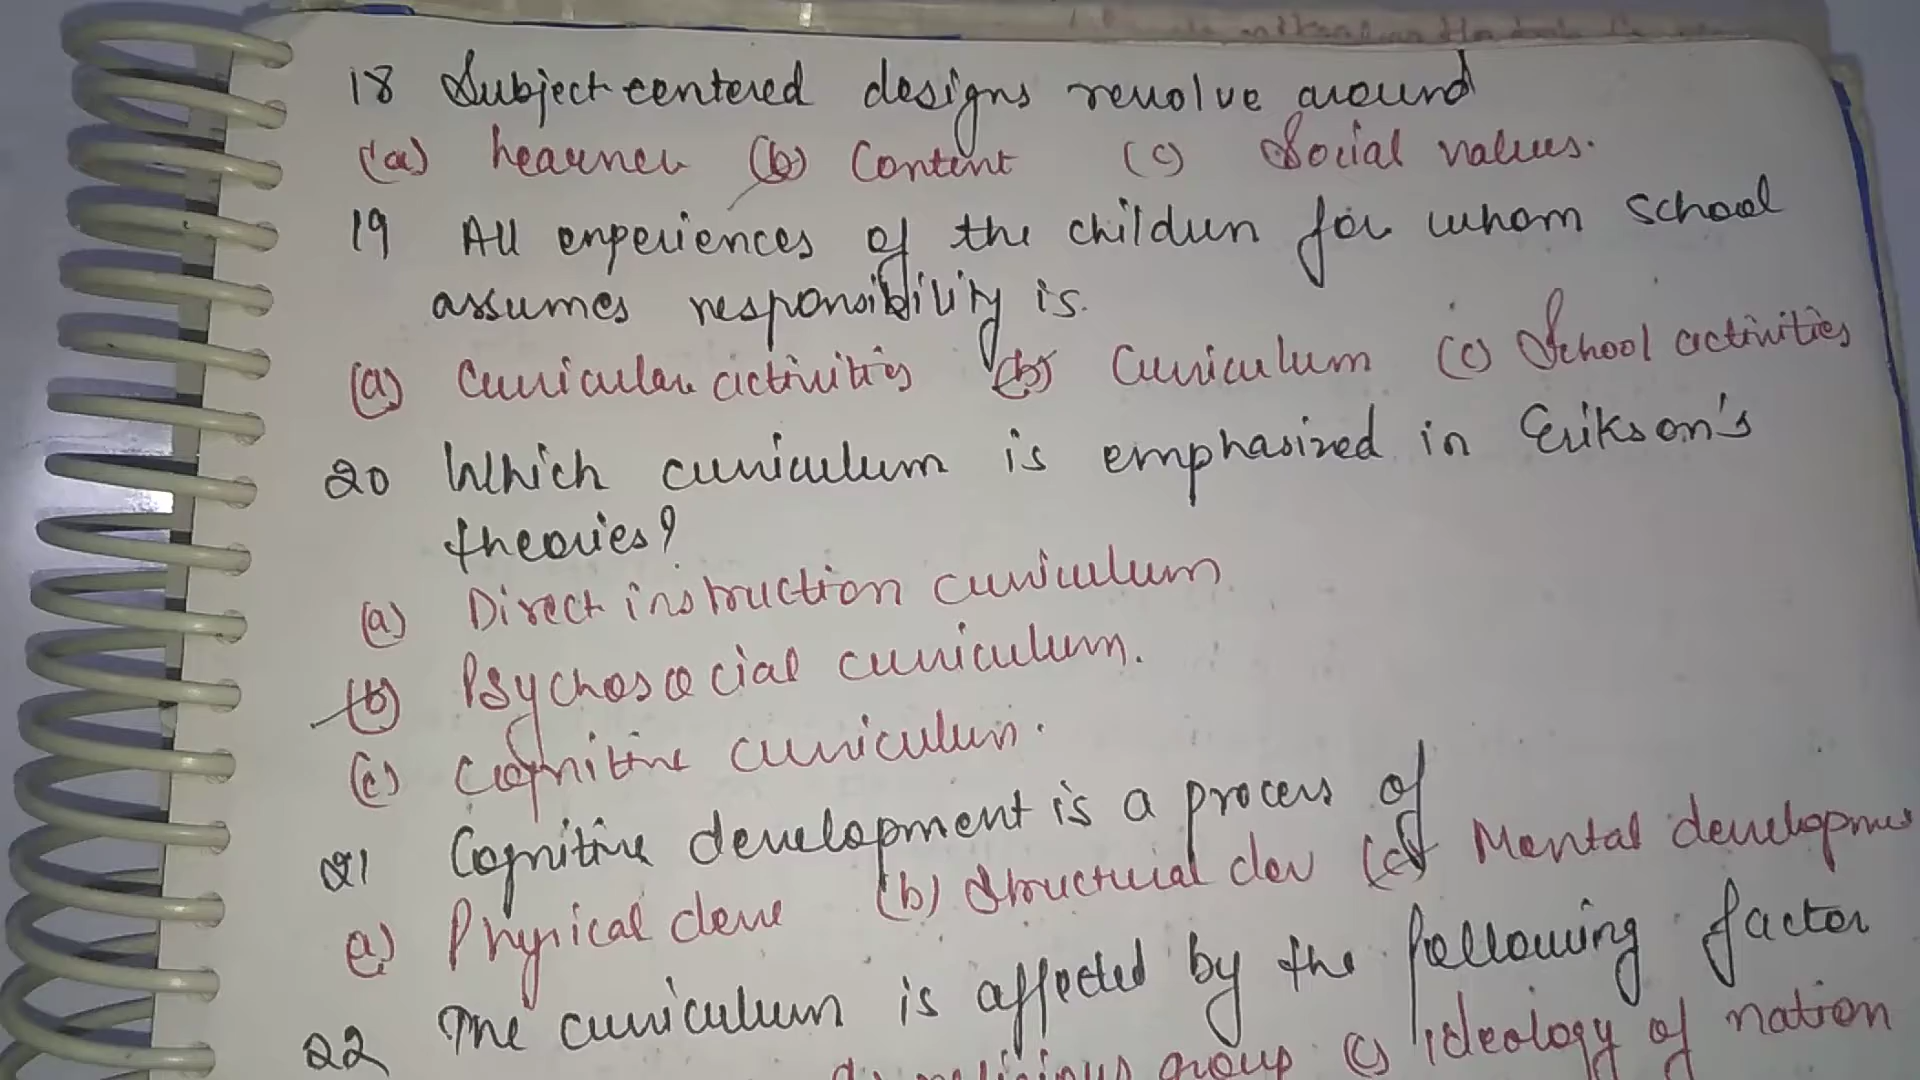 18 Subject centered designs revolve around
(a) Learner (b) Content (c) Social values.
19 All experiences of the children for whom school
assumes responsibility is.
(a) Curricular activities (b) Curriculum (c) School activities
20 Which curriculum is emphasized in Erikson's
theories?
(a) Direct instruction curriculum
(b) Psychosocial curriculum.
(c) Cognitive curriculum.
21 Cognitive development is a process of
a) Physical deve (b) Structural dev (c) Mental developme
22 The curriculum is affected by the following factor
religious group (c) ideology of nation